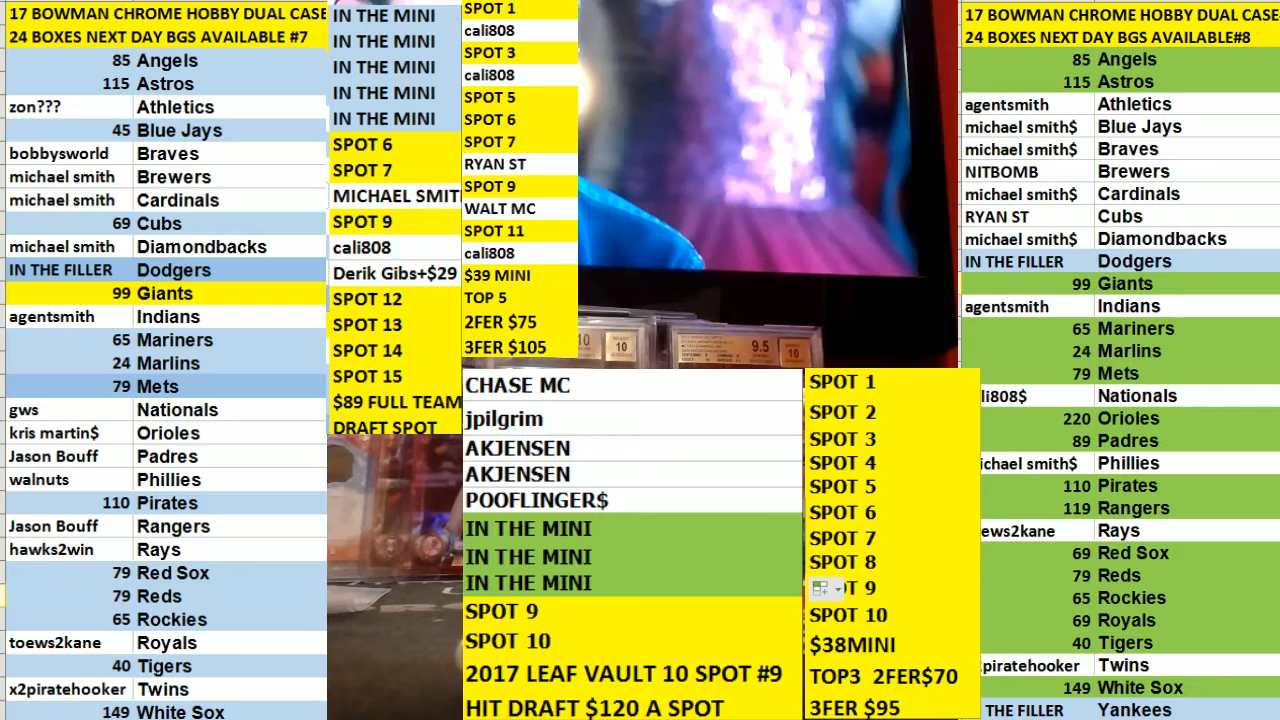 17 BOWMAN CHROME HOBBY DUAL CASE
24 BOXES NEXT DAY BGS AVAILABLE #7
85 Angels
115 Astros
zon??? Athletics
45 Blue Jays
bobbysworld Braves
michael smith Brewers
michael smith Cardinals
69 Cubs
michael smith Diamondbacks
IN THE FILLER Dodgers
99 Giants
agentsmith Indians
65 Mariners
24 Marlins
79 Mets
gws Nationals
kris martin$ Orioles
Jason Bouff Padres
walnuts Phillies
110 Pirates
Jason Bouff Rangers
hawks2win Rays
79 Red Sox
79 Reds
65 Rockies
toews2kane Royals
40 Tigers
x2piratehooker Twins
149 White Sox
IN THE MINI
IN THE MINI
IN THE MINI
IN THE MINI
IN THE MINI
SPOT 6
SPOT 7
MICHAEL SMIT
SPOT 9
cali808
Derik Gibs+$29
SPOT 12
SPOT 13
SPOT 14
SPOT 15
$89 FULL TEAM
DRAFT SPOT
SPOT 1
cali808
SPOT 3
cali808
SPOT 5
SPOT 6
SPOT 7
RYAN ST
SPOT 9
WALT MC
SPOT 11
cali808
$39 MINI
TOP 5
2FER $75
3FER $105
10
10
9.5
10
CHASE MC
jpilgrim
AKJENSEN
AKJENSEN
POOFLINGER$
IN THE MINI
IN THE MINI
IN THE MINI
SPOT 9
SPOT 10
2017 LEAF VAULT 10 SPOT #9
HIT DRAFT $120 A SPOT
SPOT 1
SPOT 2
SPOT 3
SPOT 4
SPOT 5
SPOT 6
SPOT 7
SPOT 8
OT 9
SPOT 10
$38MINI
TOP3 2FER$70
3FER $95
17 BOWMAN CHROME HOBBY DUAL CASE
24 BOXES NEXT DAY BGS AVAILABLE#8
85 Angels
115 Astros
agentsmith Athletics
michael smith$ Blue Jays
michael smith$ Braves
NITBOMB Brewers
michael smith$ Cardinals
RYAN ST Cubs
michael smith$ Diamondbacks
IN THE FILLER Dodgers
99 Giants
agentsmith Indians
65 Mariners
24 Marlins
79 Mets
li808$ Nationals
220 Orioles
89 Padres
ichael smith$ Phillies
110 Pirates
119 Rangers
ews2kane Rays
69 Red Sox
79 Reds
65 Rockies
69 Royals
40 Tigers
piratehooker Twins
149 White Sox
THE FILLER Yankees